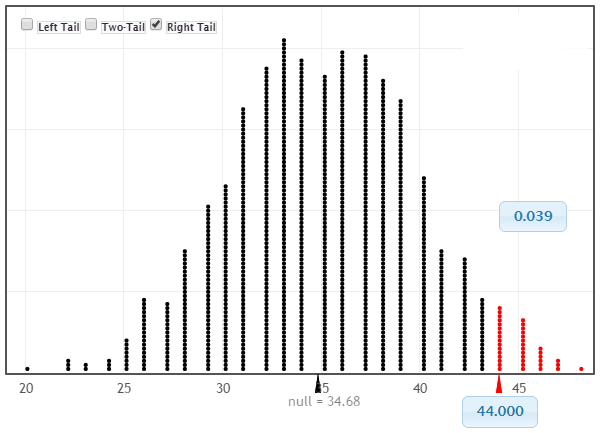 Left Tail Two-Tail Right Tail
0.039
20 25 30 35 40 45
null = 34.68
44.000